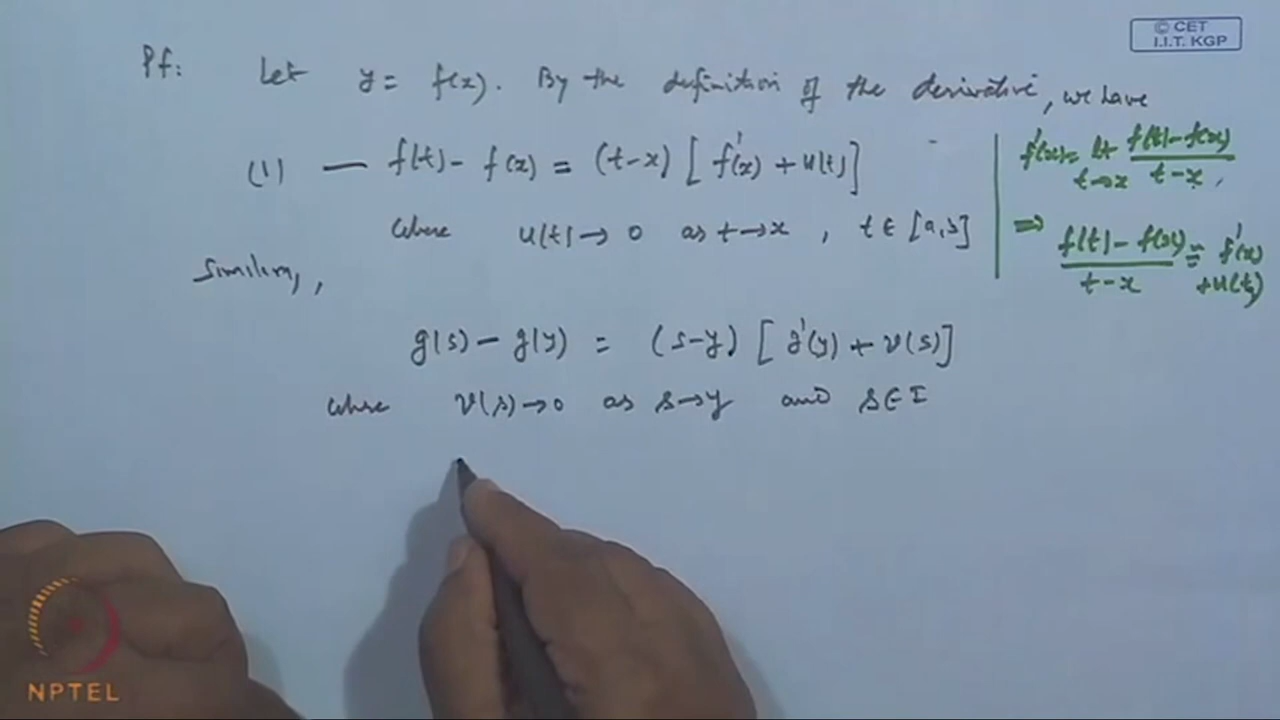 © CET
I.I.T. KGP
Pf: Let y = f(x). By the definition of the derivative, we have
(1) — f(t) - f(x) = (t-x) [f'(x) + u(t)]
where u(t) → 0 as t→x, t ∈ [a,b]
f'(x) = lt f(t) - f(x)
t→x t-x,
⇒ f(t) - f(x) = f'(x)
t-x +u(t)
Similarly,
g(s) - g(y) = (s-y) [g'(y) + v(s)]
where v(s)→0 as s→y and s∈I
NPTEL